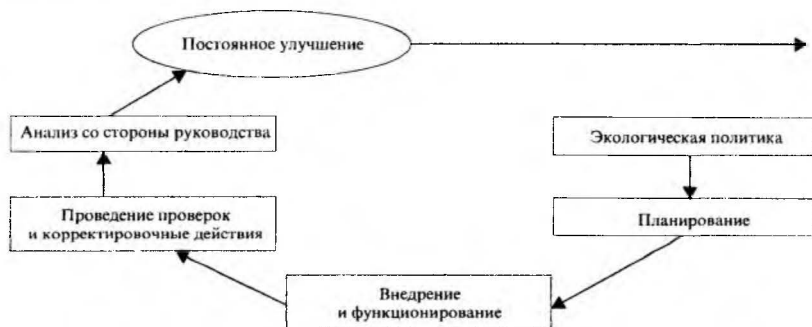 Постоянное улучшение
Анализ со стороны руководства
Экологическая политика
Проведение проверок
и корректировочные действия
Планирование
Внедрение
и функционирование